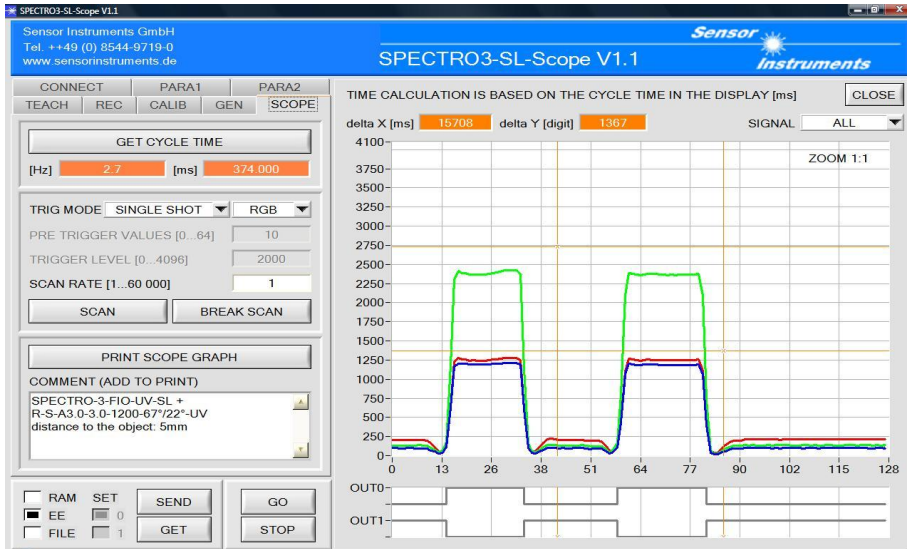 SPECTRO3-SL-Scope V1.1
Sensor Instruments GmbH
Tel. ++49 (0) 8544-9719-0
www.sensorinstruments.de
SPECTRO3-SL-Scope V1.1
Sensor
Instruments
CONNECT PARA1 PARA2
TEACH REC CALIB GEN SCOPE
GET CYCLE TIME
[Hz] 2.7 [ms] 374.000
TRIG MODE SINGLE SHOT RGB
PRE TRIGGER VALUES [0...64] 10
TRIGGER LEVEL [0...4096] 2000
SCAN RATE [1...60 000] 1
SCAN BREAK SCAN
PRINT SCOPE GRAPH
COMMENT (ADD TO PRINT)
SPECTRO-3-FIO-UV-SL +
R-S-A3.0-3.0-1200-67°/22°-UV
distance to the object: 5mm
RAM SET
EE 0
FILE 1
SEND GO
GET STOP
TIME CALCULATION IS BASED ON THE CYCLE TIME IN THE DISPLAY [ms] CLOSE
delta X [ms] 15708 delta Y [digit] 1367 SIGNAL ALL
ZOOM 1:1
4100
3750
3500
3250
3000
2750
2500
2250
2000
1750
1500
1250
1000
750
500
250
0
0 13 26 38 51 64 77 90 102 115 128
OUT0
OUT1